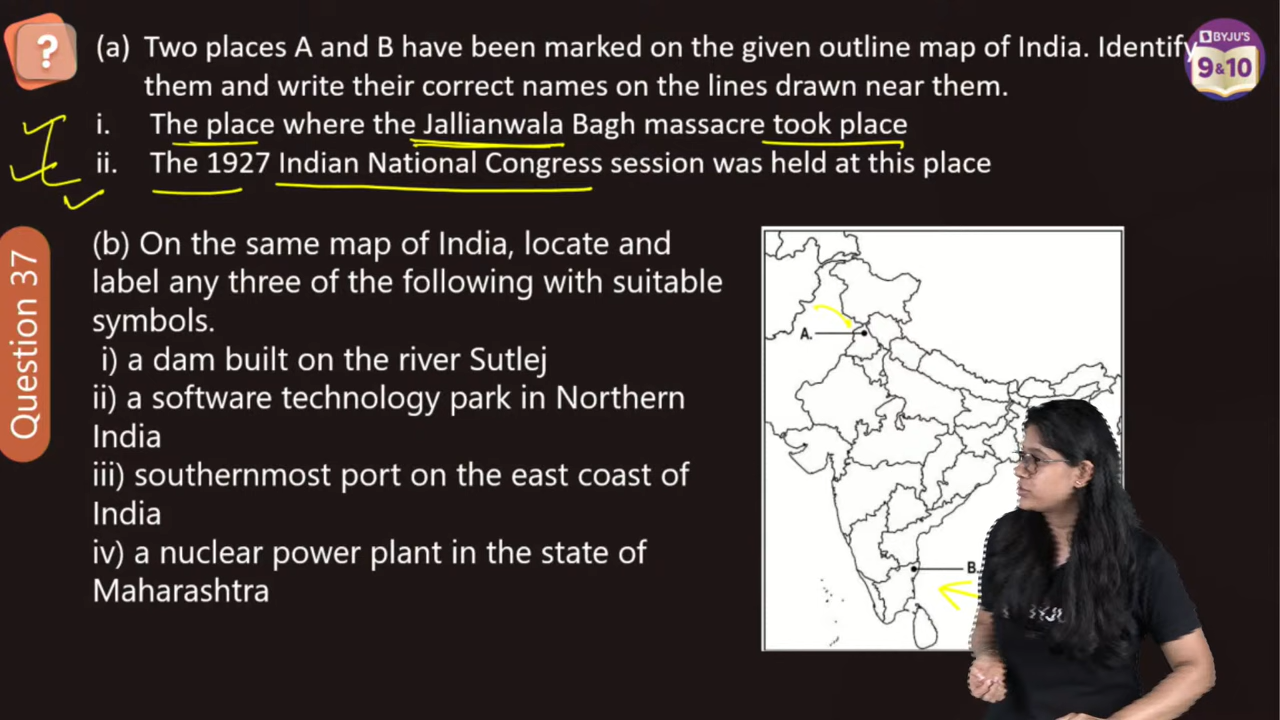 ?
(a) Two places A and B have been marked on the given outline map of India. Identify
them and write their correct names on the lines drawn near them.
i. The place where the Jallianwala Bagh massacre took place
ii. The 1927 Indian National Congress session was held at this place
BYJU'S
9&10
Question 37
(b) On the same map of India, locate and
label any three of the following with suitable
symbols.
i) a dam built on the river Sutlej
ii) a software technology park in Northern
India
iii) southernmost port on the east coast of
India
iv) a nuclear power plant in the state of
Maharashtra
A.
B.